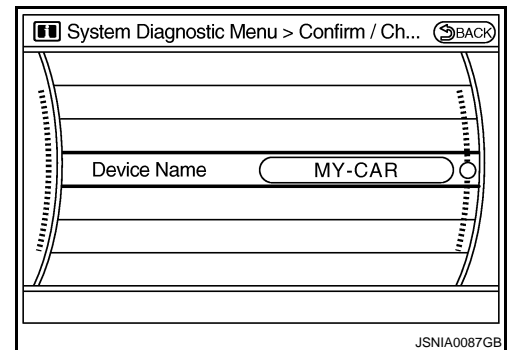 System Diagnostic Menu > Confirm / Ch... BACK
Device Name MY-CAR
JSNIA0087GB